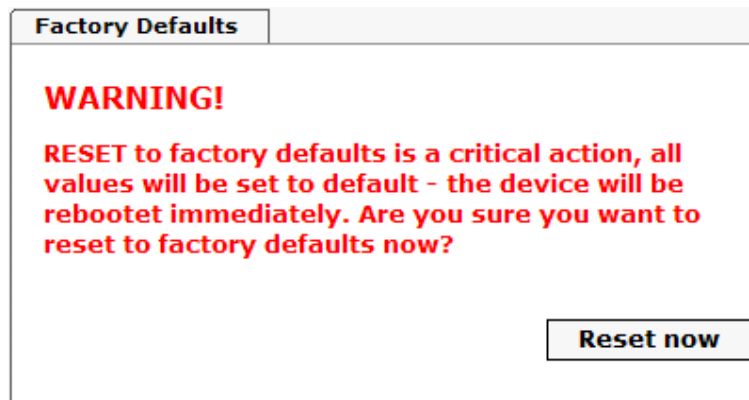 Factory Defaults
WARNING!
RESET to factory defaults is a critical action, all
values will be set to default - the device will be
rebootet immediately. Are you sure you want to
reset to factory defaults now?
Reset now